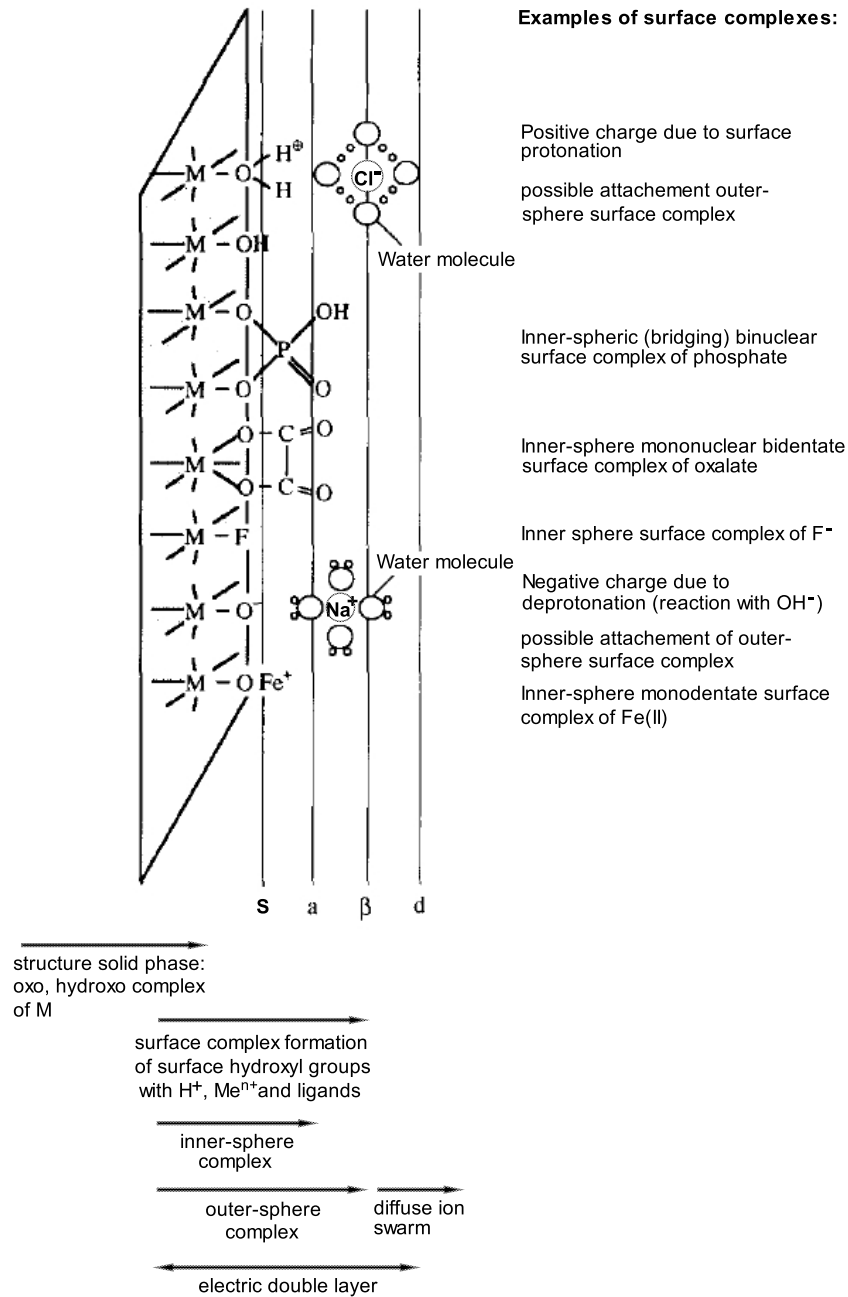 Examples of surface complexes:
Positive charge due to surface
protonation
possible attachement outer-
sphere surface complex
M O H⊕
H
Cl-
Water molecule
M OH
M O
OH
P
M O
O
Inner-spheric (bridging) binuclear
surface complex of phosphate
O C O
M
O C O
Inner-sphere mononuclear bidentate
surface complex of oxalate
M F
Inner sphere surface complex of F-
Water molecule
Negative charge due to
deprotonation (reaction with OH-)
M O-
Na+
possible attachement of outer-
sphere surface complex
M O Fe+
Inner-sphere monodentate surface
complex of Fe(II)
s a β d
structure solid phase:
oxo, hydroxo complex
of M
surface complex formation
of surface hydroxyl groups
with H+, Men+and ligands
inner-sphere
complex
outer-sphere
complex
diffuse ion
swarm
electric double layer